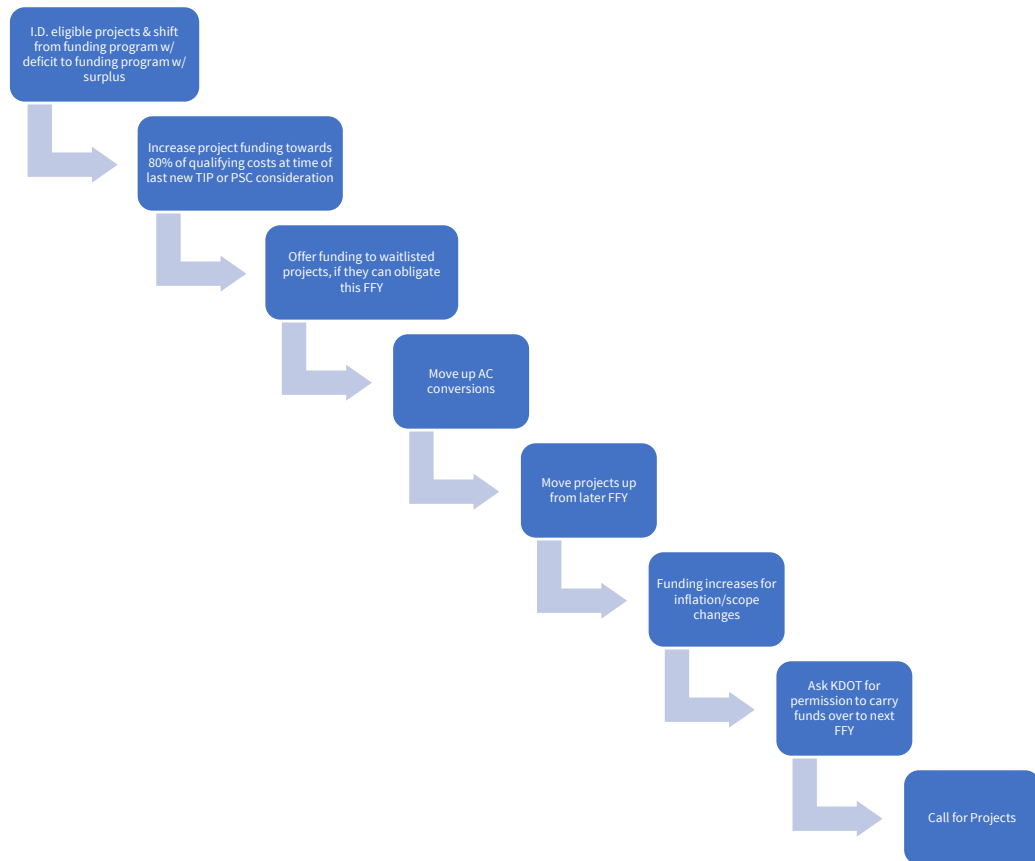 I.D. eligible projects & shift
from funding program w/
deficit to funding program w/
surplus
Increase project funding towards
80% of qualifying costs at time of
last new TIP or PSC consideration
Offer funding to waitlisted
projects, if they can obligate
this FFY
Move up AC
conversions
Move projects up
from later FFY
Funding increases for
inflation/scope
changes
Ask KDOT for
permission to carry
funds over to next
FFY
Call for Projects